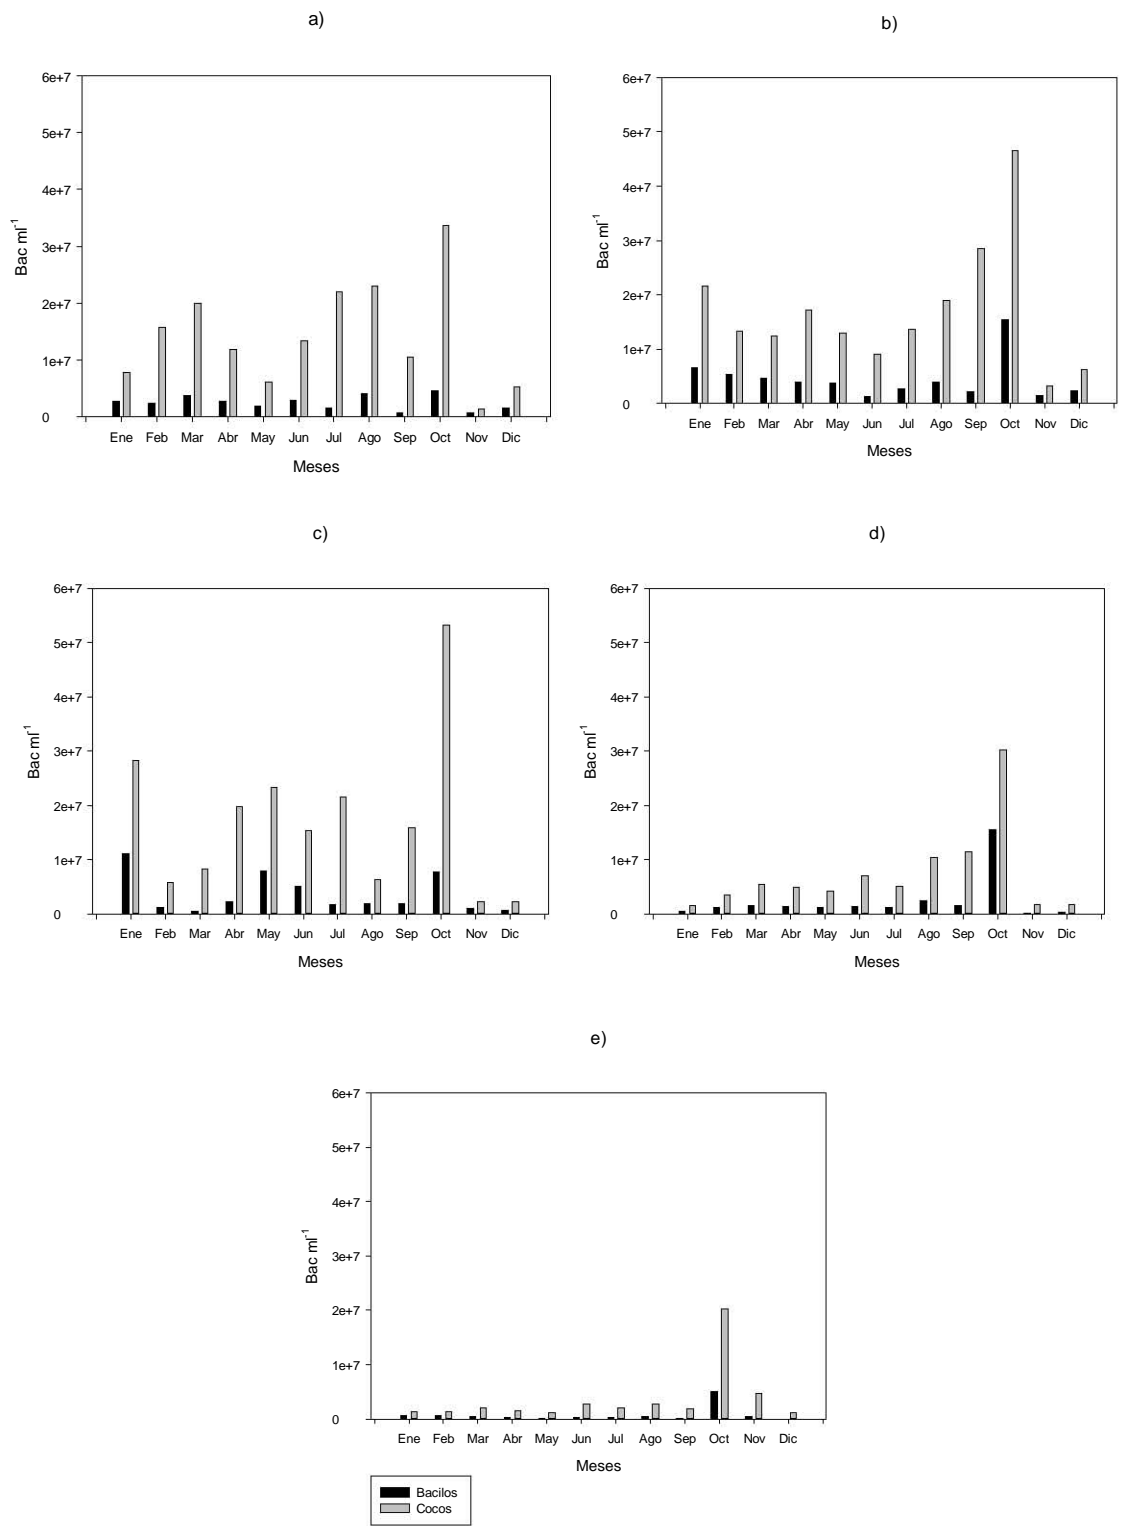 a)
6e+7
5e+7
4e+7
3e+7
2e+7
1e+7
0
Bac ml-1
Ene Feb Mar Abr May Jun Jul Ago Sep Oct Nov Dic
Meses
b)
6e+7
5e+7
4e+7
3e+7
2e+7
1e+7
0
Bac ml-1
Ene Feb Mar Abr May Jun Jul Ago Sep Oct Nov Dic
Meses
c)
6e+7
5e+7
4e+7
3e+7
2e+7
1e+7
0
Bac ml-1
Ene Feb Mar Abr May Jun Jul Ago Sep Oct Nov Dic
Meses
d)
6e+7
5e+7
4e+7
3e+7
2e+7
1e+7
0
Bac ml-1
Ene Feb Mar Abr May Jun Jul Ago Sep Oct Nov Dic
Meses
e)
6e+7
5e+7
4e+7
3e+7
2e+7
1e+7
0
Bac ml-1
Ene Feb Mar Abr May Jun Jul Ago Sep Oct Nov Dic
Meses
Bacilos
Cocos